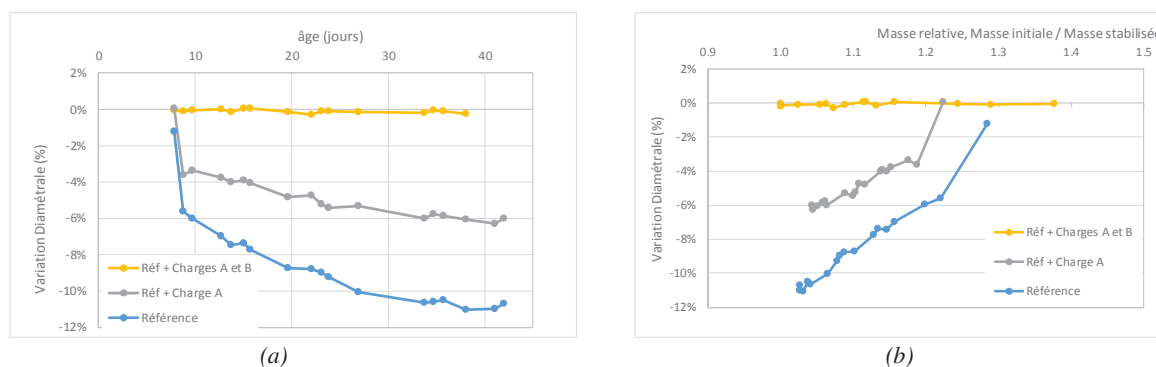 âge (jours)
0 10 20 30 40
2%
0%
-2%
-4%
-6%
-8%
-10%
-12%
Variation Diamétrale (%)
Réf + Charges A et B
Réf + Charge A
Référence
(a)
Masse relative, Masse initiale / Masse stabilisée
0.9 1.0 1.1 1.2 1.3 1.4 1.5
2%
0%
-2%
-4%
-6%
-8%
-10%
-12%
Variation Diamétrale (%)
Réf + Charges A et B
Réf + Charge A
Référence
(b)